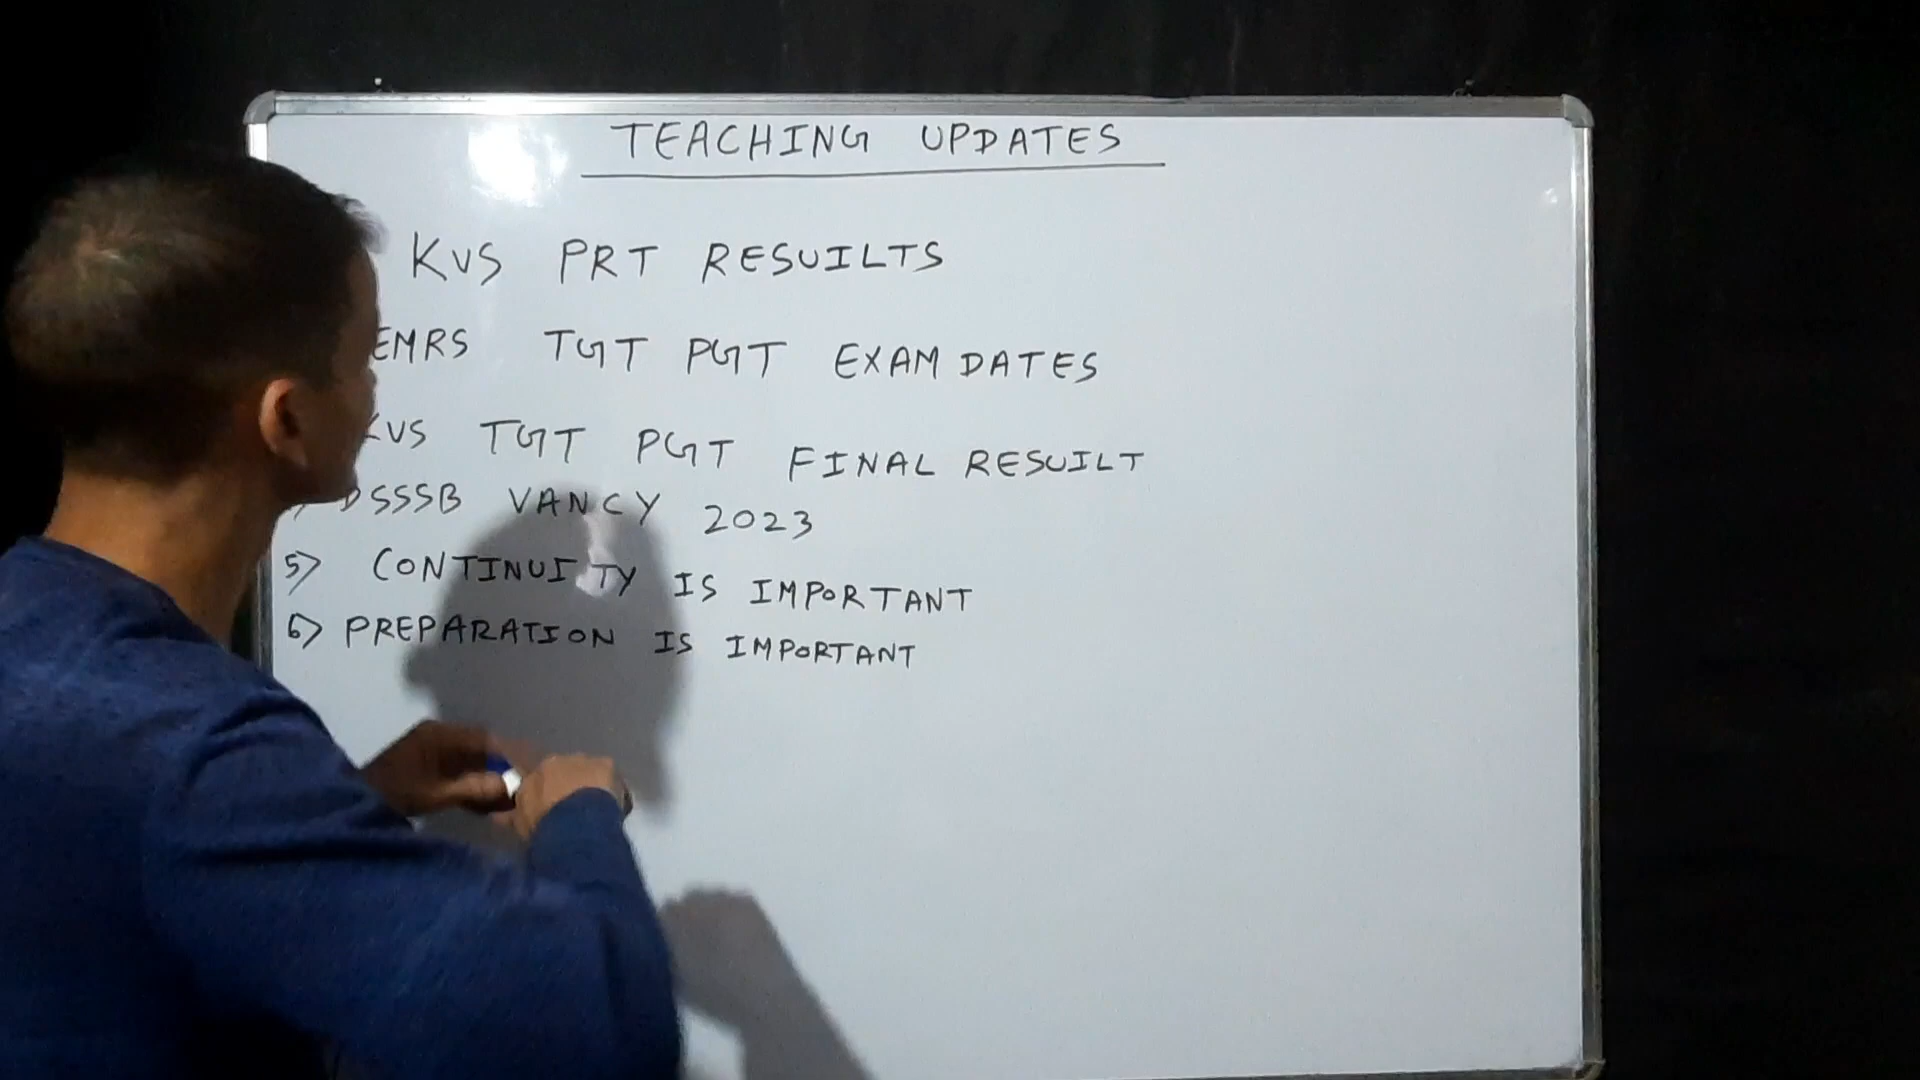 TEACHING UPDATES
KVS PRT RESUILTS
EMRS TGT PGT EXAM DATES
KVS TGT PGT FINAL RESUILT
DSSSB VANCY 2023
5) CONTINUITY IS IMPORTANT
6) PREPARATION IS IMPORTANT